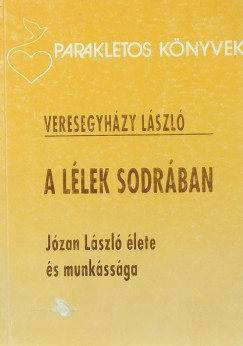 PARAKLETOS KÖNYVEK
VERESEGYHÁZY LÁSZLÓ
A LÉLEK SODRÁBAN
Józan László élete
és munkássága